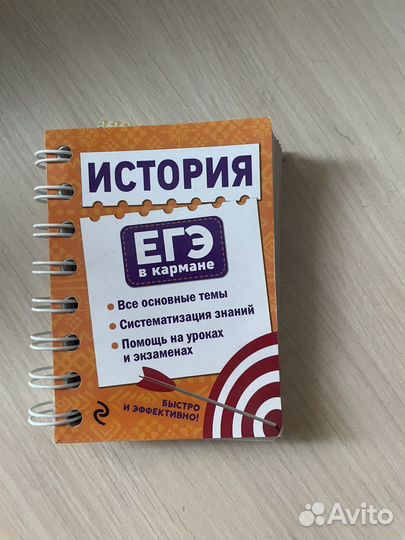 ИСТОРИЯ
ЕГЭ
в кармане
• Все основные темы
• Систематизация знаний
• Помощь на уроках
и экзаменах
БЫСТРО
И ЭФФЕКТИВНО!
Avito